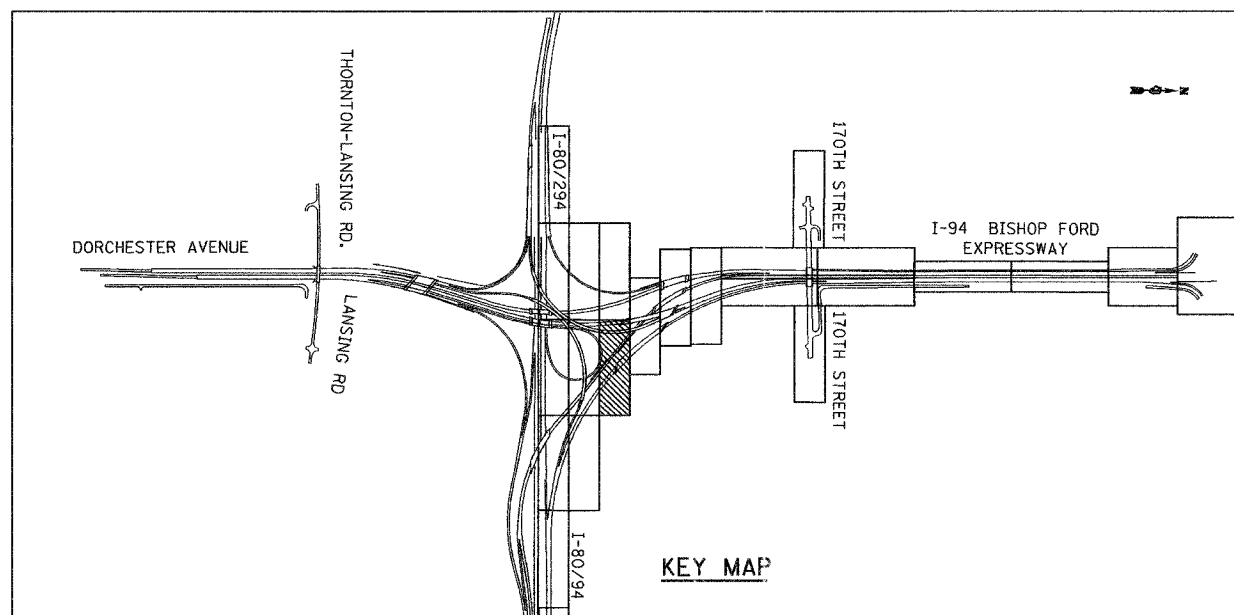 THORNTON-LANSING RD.
DORCHESTER AVENUE
LANSING RD
I-80/294
I-80/94
170TH STREET
170TH STREET
I-94 BISHOP FORD
EXPRESSWAY
N
KEY MAP